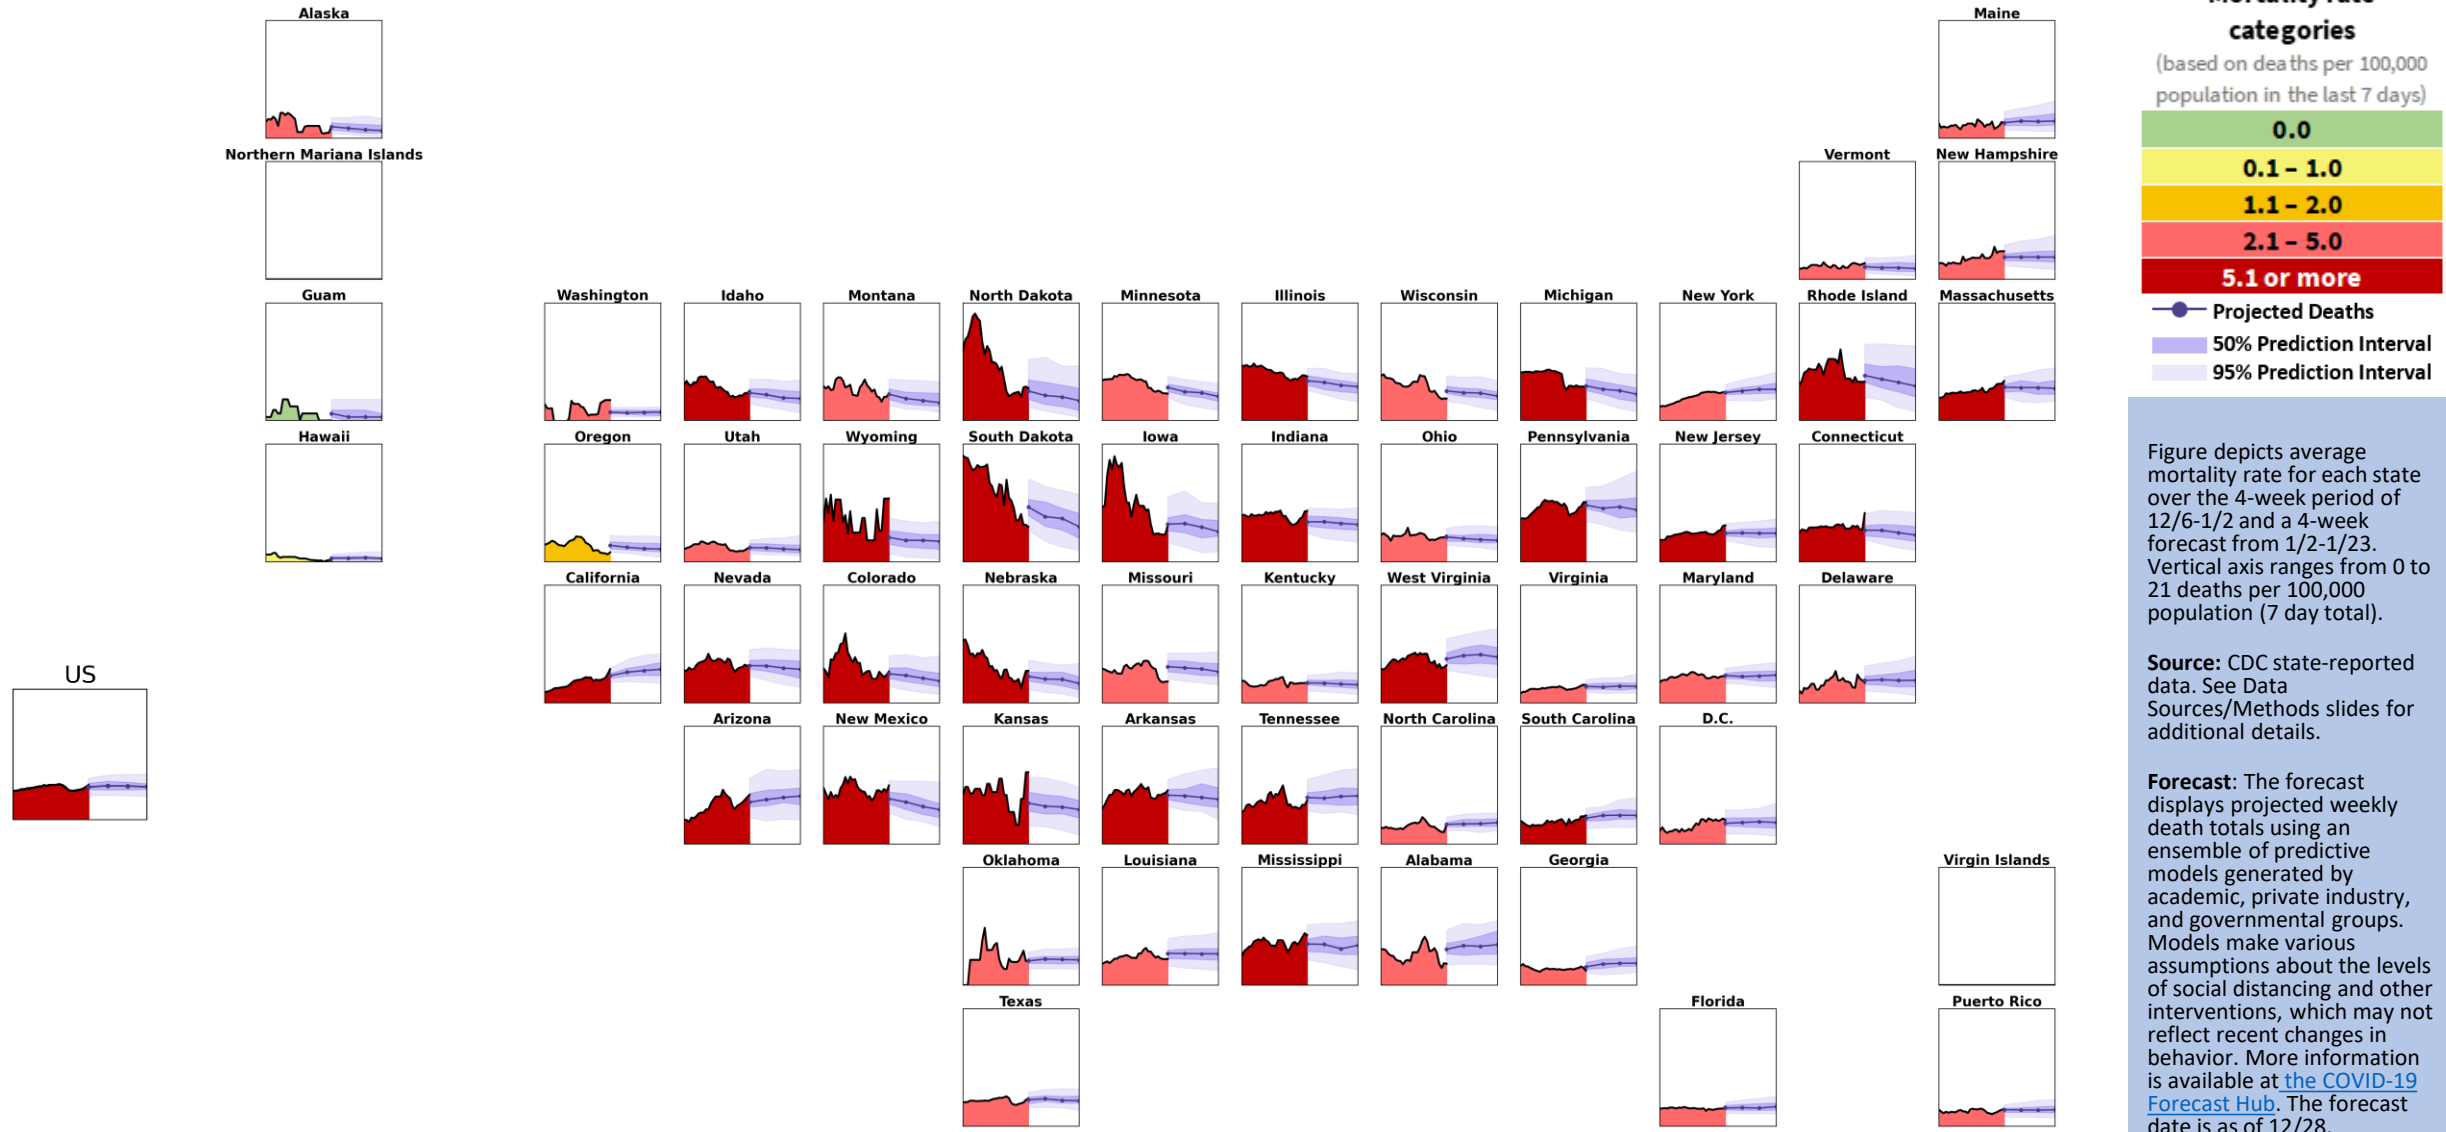 Alaska
Maine
Northern Mariana Islands
Vermont
New Hampshire
Guam
Washington
Idaho
Montana
North Dakota
Minnesota
Illinois
Wisconsin
Michigan
New York
Rhode Island
Massachusetts
Hawaii
Oregon
Utah
Wyoming
South Dakota
Iowa
Indiana
Ohio
Pennsylvania
New Jersey
Connecticut
California
Nevada
Colorado
Nebraska
Missouri
Kentucky
West Virginia
Virginia
Maryland
Delaware
US
Arizona
New Mexico
Kansas
Arkansas
Tennessee
North Carolina
South Carolina
D.C.
Oklahoma
Louisiana
Mississippi
Alabama
Georgia
Virgin Islands
Texas
Florida
Puerto Rico
Mortality rate
categories
(based on deaths per 100,000
population in the last 7 days)
0.0
0.1 – 1.0
1.1 – 2.0
2.1 – 5.0
5.1 or more
Projected Deaths
50% Prediction Interval
95% Prediction Interval
Figure depicts average
mortality rate for each state
over the 4-week period of
12/6-1/2 and a 4-week
forecast from 1/2-1/23.
Vertical axis ranges from 0 to
21 deaths per 100,000
population (7 day total).
Source: CDC state-reported
data. See Data
Sources/Methods slides for
additional details.
Forecast: The forecast
displays projected weekly
death totals using an
ensemble of predictive
models generated by
academic, private industry,
and governmental groups.
Models make various
assumptions about the levels
of social distancing and other
interventions, which may not
reflect recent changes in
behavior. More information
is available at the COVID-19
Forecast Hub. The forecast
date is as of 12/28.